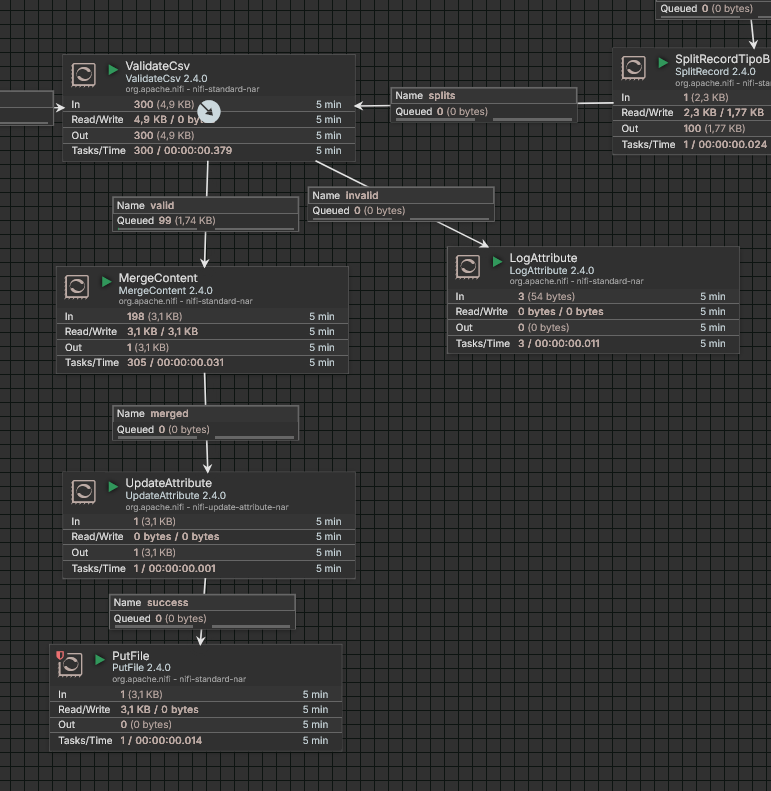 Queued 0 (0 bytes)
ValidateCsv
ValidateCsv 2.4.0
org.apache.nifi - nifi-standard-nar
In 300 (4,9 KB) 5 min
Read/Write 4,9 KB / 0 by 5 min
Out 300 (4,9 KB) 5 min
Tasks/Time 300 / 00:00:00.379 5 min
Name splits
Queued 0 (0 bytes)
SplitRecordTipoB
SplitRecord 2.4.0
org.apache.nifi - nifi-standard-nar
In 1 (2,3 KB)
Read/Write 2,3 KB / 1,77 KB
Out 100 (1,77 KB)
Tasks/Time 1 / 00:00:00.024
Name valid
Queued 99 (1,74 KB)
Name invalid
Queued 0 (0 bytes)
MergeContent
MergeContent 2.4.0
org.apache.nifi - nifi-standard-nar
In 198 (3,1 KB) 5 min
Read/Write 3,1 KB / 3,1 KB 5 min
Out 1 (3,1 KB) 5 min
Tasks/Time 305 / 00:00:00.031 5 min
LogAttribute
LogAttribute 2.4.0
org.apache.nifi - nifi-standard-nar
In 3 (54 bytes) 5 min
Read/Write 0 bytes / 0 bytes 5 min
Out 0 (0 bytes) 5 min
Tasks/Time 3 / 00:00:00.011 5 min
Name merged
Queued 0 (0 bytes)
UpdateAttribute
UpdateAttribute 2.4.0
org.apache.nifi - nifi-update-attribute-nar
In 1 (3,1 KB) 5 min
Read/Write 0 bytes / 0 bytes 5 min
Out 1 (3,1 KB) 5 min
Tasks/Time 1 / 00:00:00.001 5 min
Name success
Queued 0 (0 bytes)
PutFile
PutFile 2.4.0
org.apache.nifi - nifi-standard-nar
In 1 (3,1 KB) 5 min
Read/Write 3,1 KB / 0 bytes 5 min
Out 0 (0 bytes) 5 min
Tasks/Time 1 / 00:00:00.014 5 min